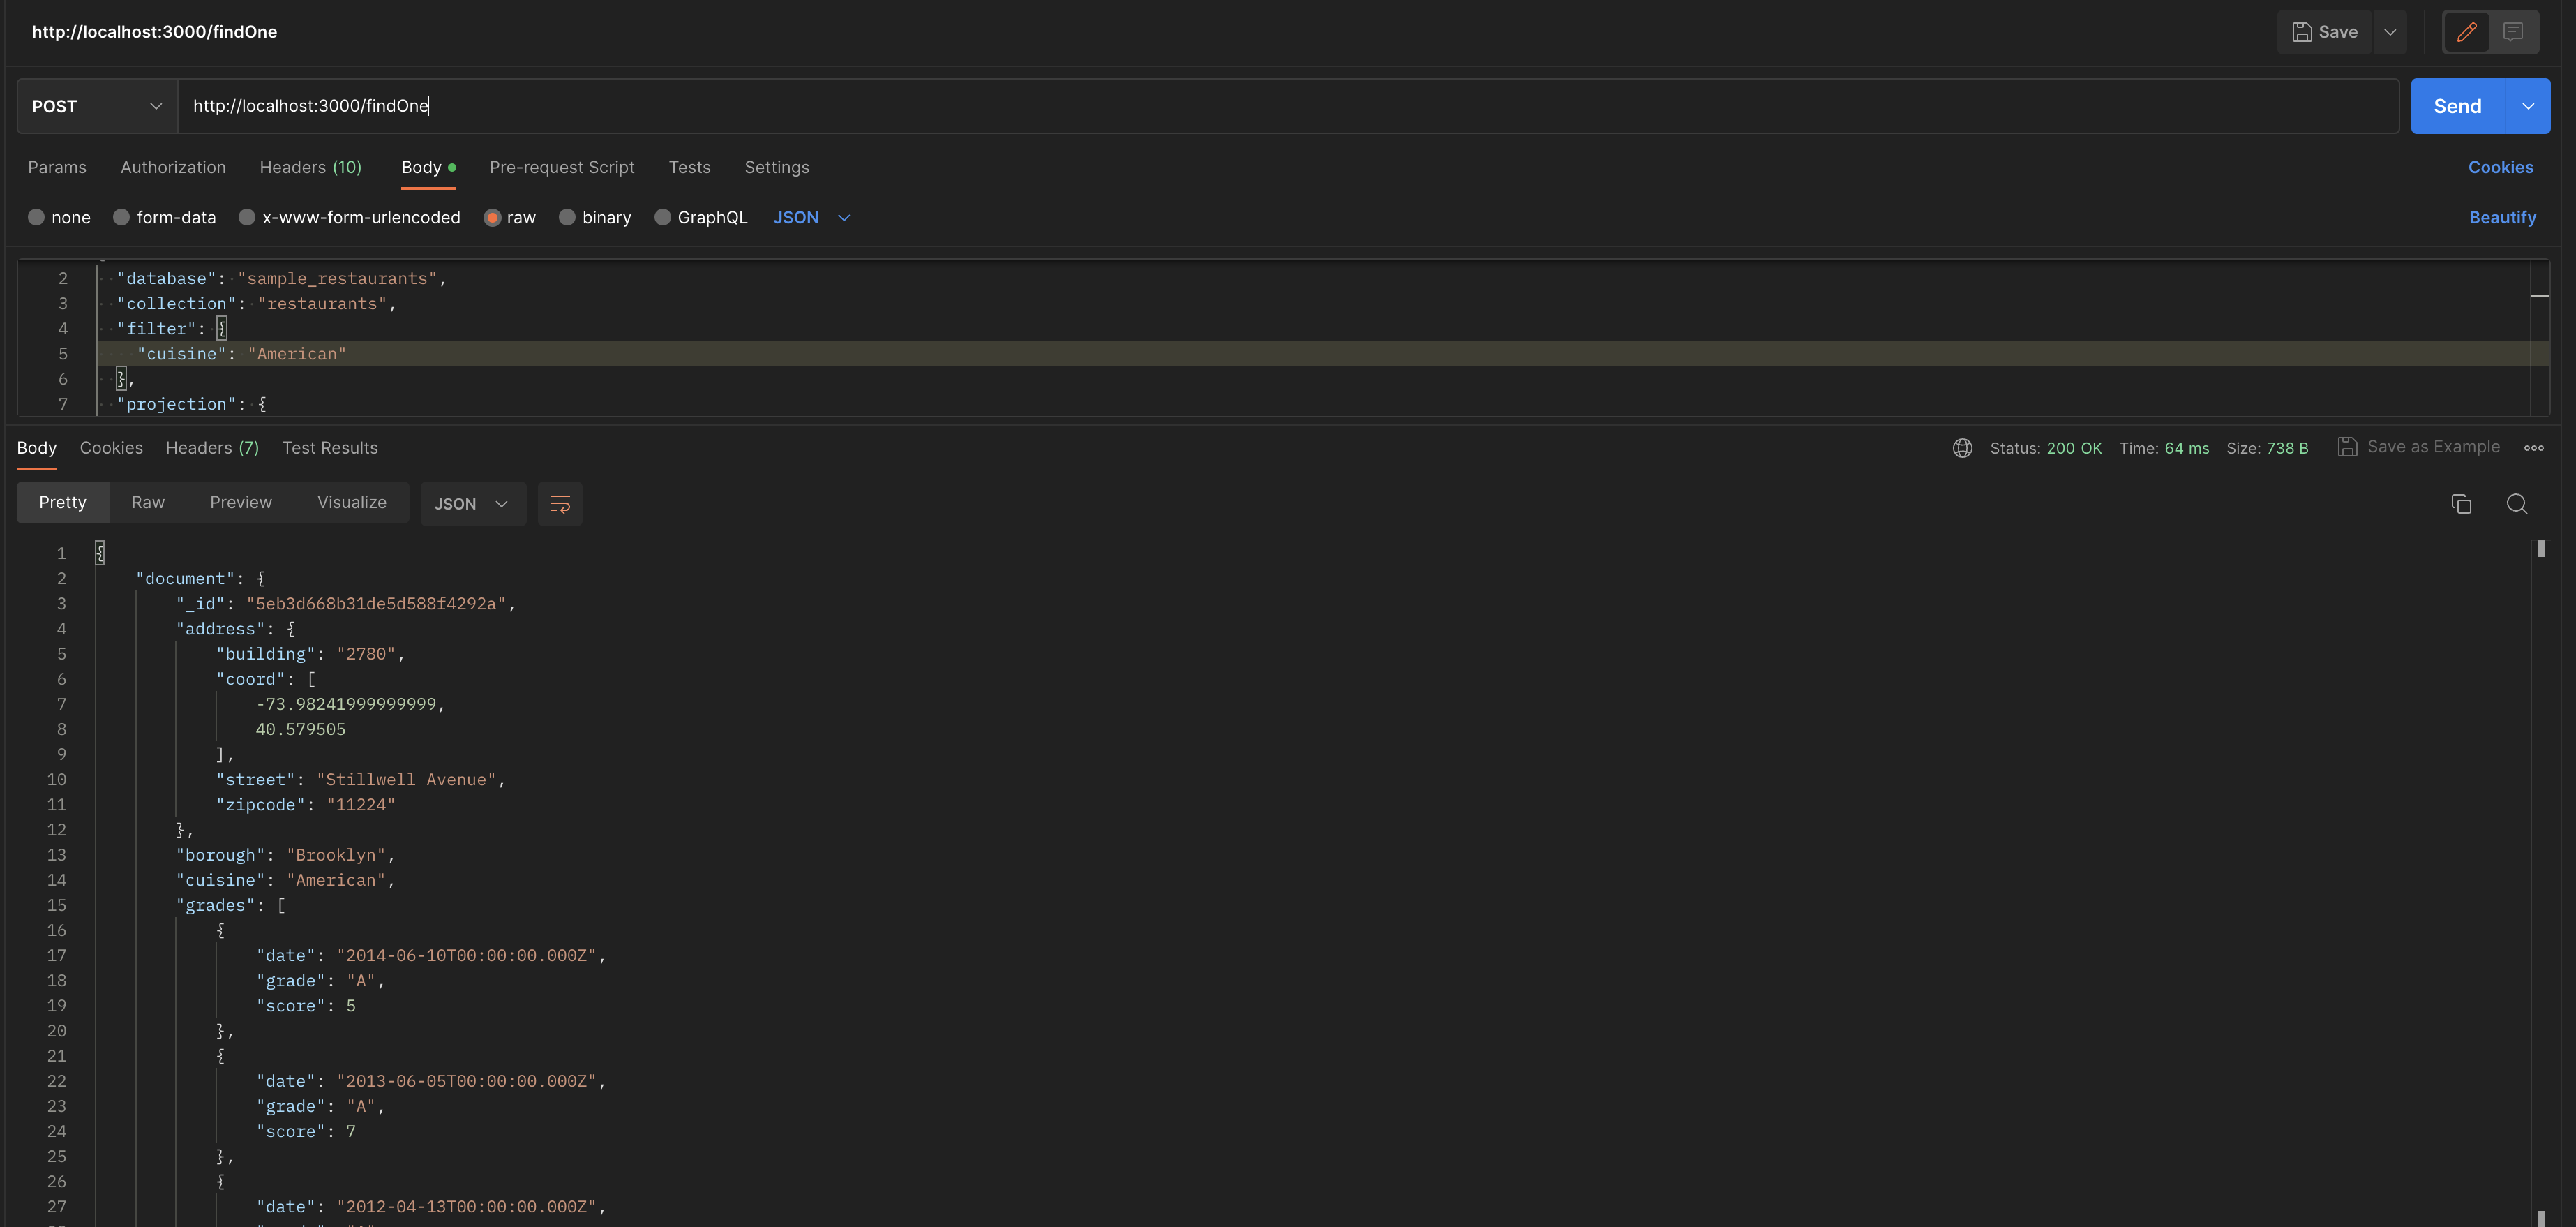 http://localhost:3000/findOne
Save
POST
http://localhost:3000/findOne
Send
Params Authorization Headers (10) Body Pre-request Script Tests Settings Cookies
none form-data x-www-form-urlencoded raw binary GraphQL JSON Beautify
2 "database": "sample_restaurants",
3 "collection": "restaurants",
4 "filter": {
5 "cuisine": "American"
6 },
7 "projection": {
Body Cookies Headers (7) Test Results Status: 200 OK Time: 64 ms Size: 738 B Save as Example
Pretty Raw Preview Visualize JSON
1 {
2 "document": {
3 "_id": "5eb3d668b31de5d588f4292a",
4 "address": {
5 "building": "2780",
6 "coord": [
7 -73.98241999999999,
8 40.579505
9 ],
10 "street": "Stillwell Avenue",
11 "zipcode": "11224"
12 },
13 "borough": "Brooklyn",
14 "cuisine": "American",
15 "grades": [
16 {
17 "date": "2014-06-10T00:00:00.000Z",
18 "grade": "A",
19 "score": 5
20 },
21 {
22 "date": "2013-06-05T00:00:00.000Z",
23 "grade": "A",
24 "score": 7
25 },
26 {
27 "date": "2012-04-13T00:00:00.000Z",